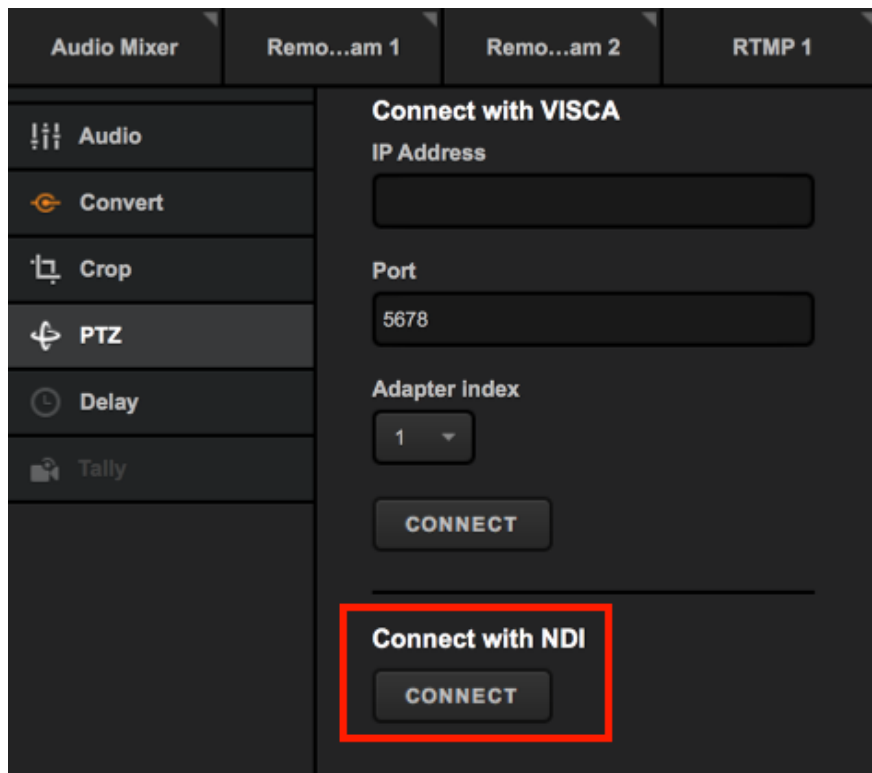 Audio Mixer
Remo...am 1
Remo...am 2
RTMP 1
Audio
Convert
Crop
PTZ
Delay
Tally
Connect with VISCA
IP Address
Port
5678
Adapter index
1
CONNECT
Connect with NDI
CONNECT